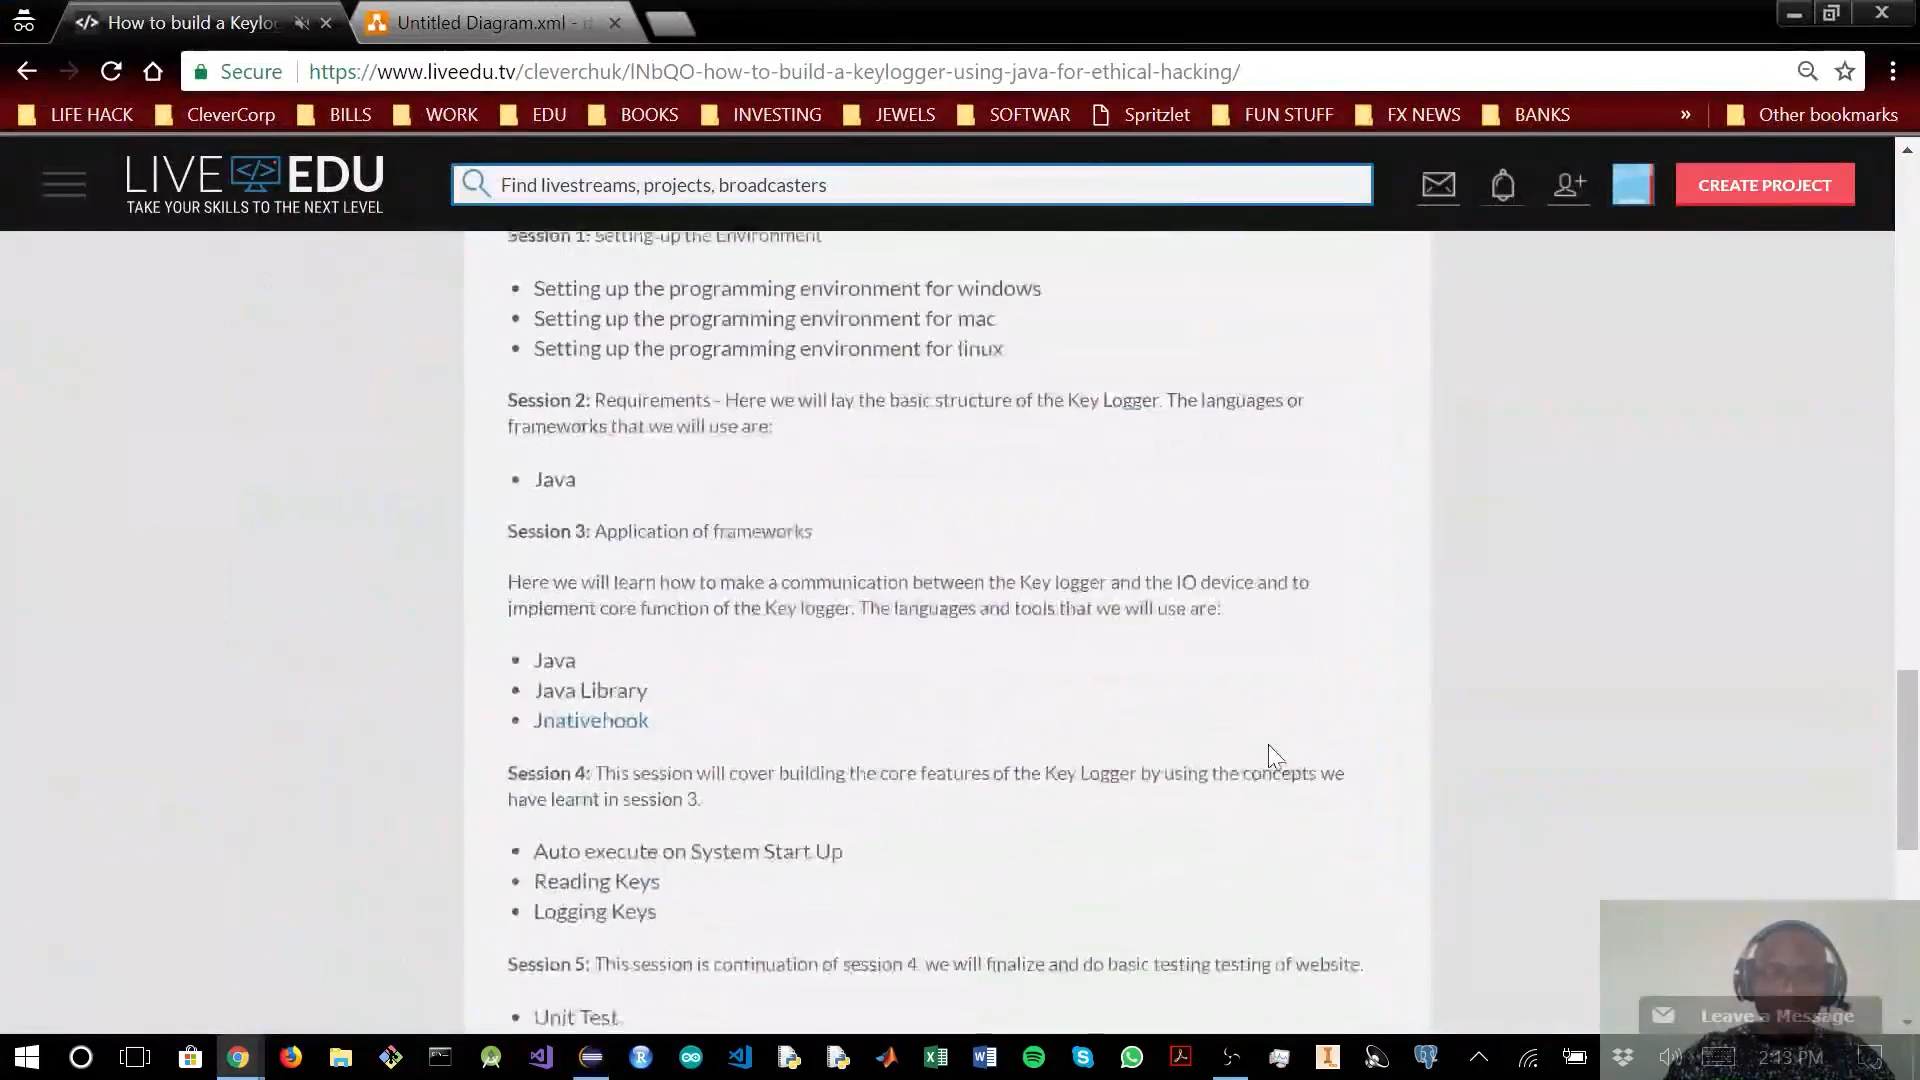 How to build a Keylo
Untitled Diagram.xml -
Secure
https://www.liveedu.tv/cleverchuk/lNbQO-how-to-build-a-keylogger-using-java-for-ethical-hacking/
LIFE HACK
CleverCorp
BILLS
WORK
EDU
BOOKS
INVESTING
JEWELS
SOFTWAR
Spritzlet
FUN STUFF
FX NEWS
BANKS
»
Other bookmarks
LIVE </> EDU
TAKE YOUR SKILLS TO THE NEXT LEVEL
Find livestreams, projects, broadcasters
CREATE PROJECT
Session 1: Setting-up the Environment
• Setting up the programming environment for windows
• Setting up the programming environment for mac
• Setting up the programming environment for linux
Session 2: Requirements - Here we will lay the basic structure of the Key Logger. The languages or
frameworks that we will use are:
• Java
Session 3: Application of frameworks
Here we will learn how to make a communication between the Key logger and the IO device and to
implement core function of the Key logger. The languages and tools that we will use are:
• Java
• Java Library
• Jnativehook
Session 4: This session will cover building the core features of the Key Logger by using the concepts we
have learnt in session 3.
• Auto execute on System Start Up
• Reading Keys
• Logging Keys
Session 5: This session is continuation of session 4. we will finalize and do basic testing testing of website.
• Unit Test
Leave a Message
2:13 PM